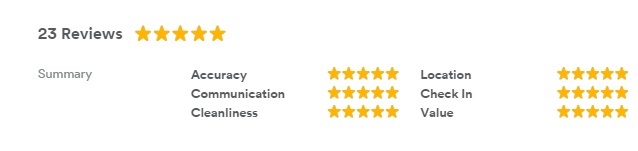 23 Reviews
Summary
Accuracy
Location
Communication
Check In
Cleanliness
Value